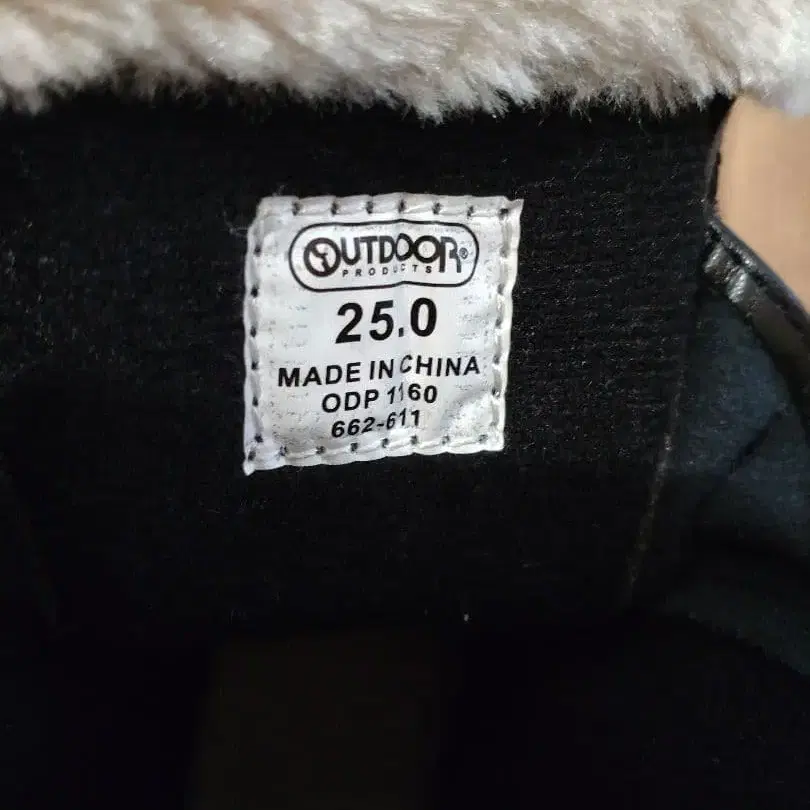 OUTDOOR®
PRODUCTS
25.0
MADE IN CHINA
ODP 1160
662-611